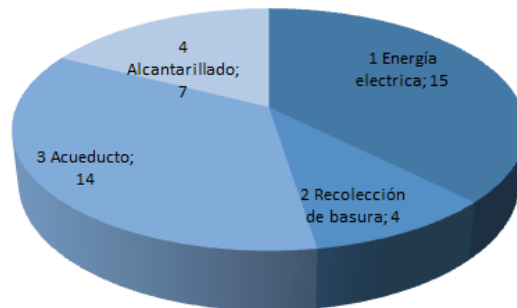 1 Energía
electrica; 15
2 Recolección
de basura; 4
3 Acueducto;
14
4
Alcantarillado;
7